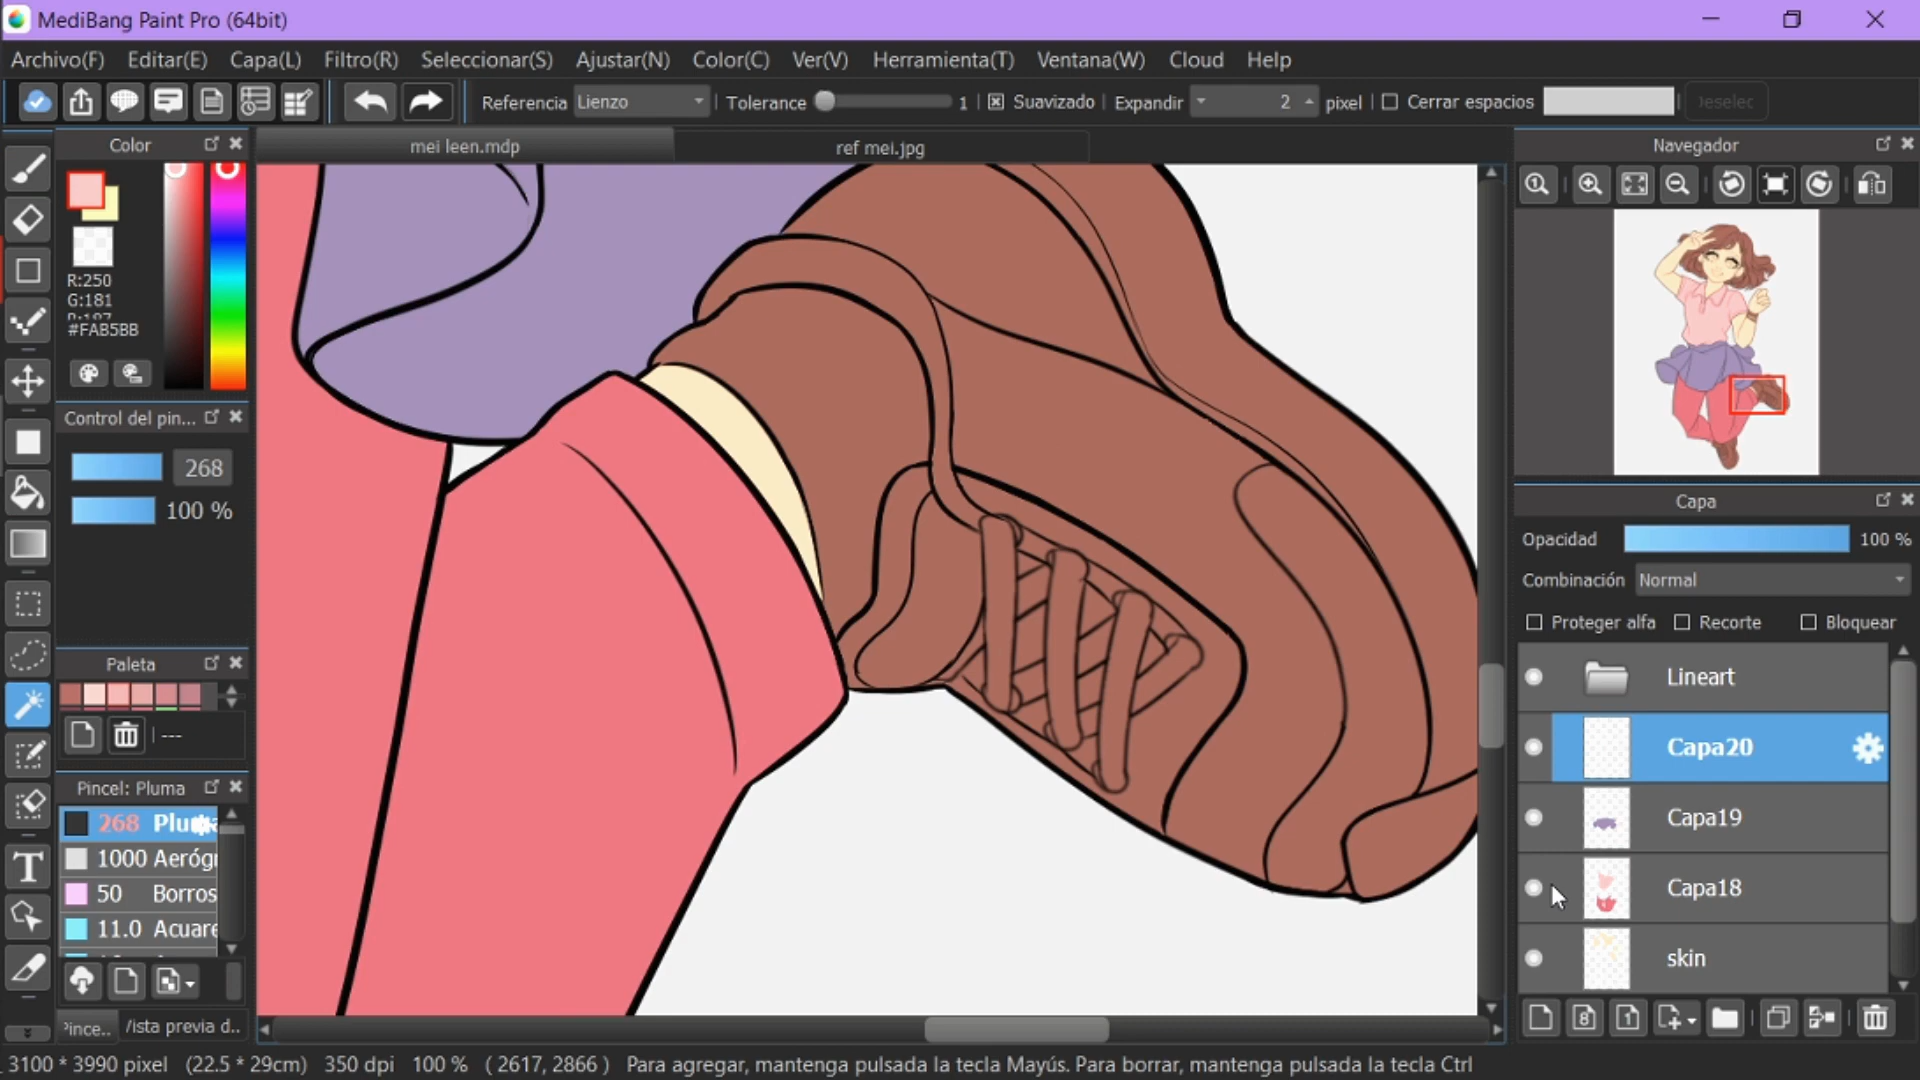 MediBang Paint Pro (64bit)
Archivo(F) Editar(E) Capa(L) Filtro(R) Seleccionar(S) Ajustar(N) Color(C) Ver(V) Herramienta(T) Ventana(W) Cloud Help
Referencia Lienzo Tolerance 1 Suavizado Expandir 2 pixel Cerrar espacios
Color
mei leen.mdp
ref mei.jpg
Navegador
R:250
G:181
#FAB5BB
Control del pin...
268
100 %
Paleta
---
Pincel: Pluma
268
1000 Aeróg
50 Borros
11.0 Acuare
Capa
Opacidad 100 %
Combinación Normal
Proteger alfa Recorte Bloquear
Lineart
Capa20
Capa19
Capa18
skin
8
1
T
3100 * 3990 pixel (22.5 * 29cm) 350 dpi 100 % ( 2617, 2866 ) Para agregar, mantenga pulsada la tecla Mayús. Para borrar, mantenga pulsada la tecla Ctrl